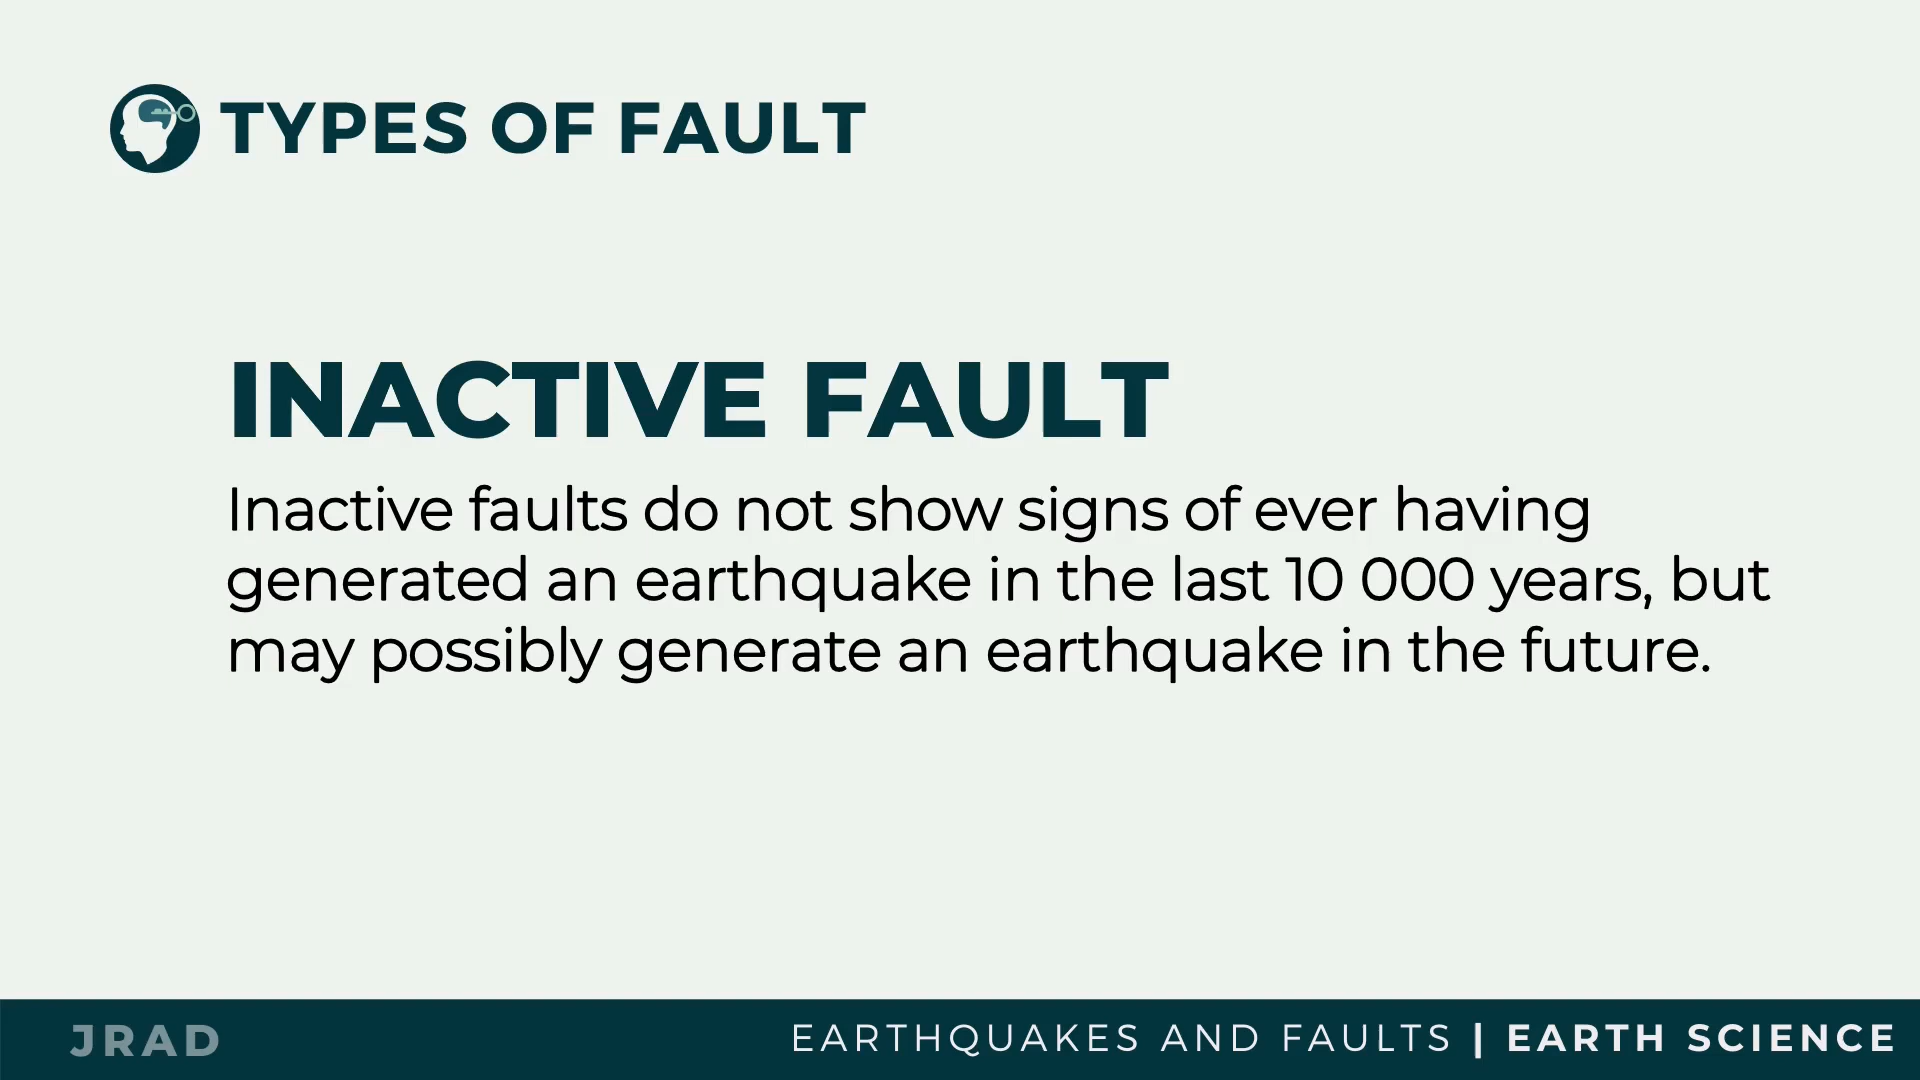 TYPES OF FAULT
INACTIVE FAULT
Inactive faults do not show signs of ever having
generated an earthquake in the last 10 000 years, but
may possibly generate an earthquake in the future.
JRAD
EARTHQUAKES AND FAULTS | EARTH SCIENCE